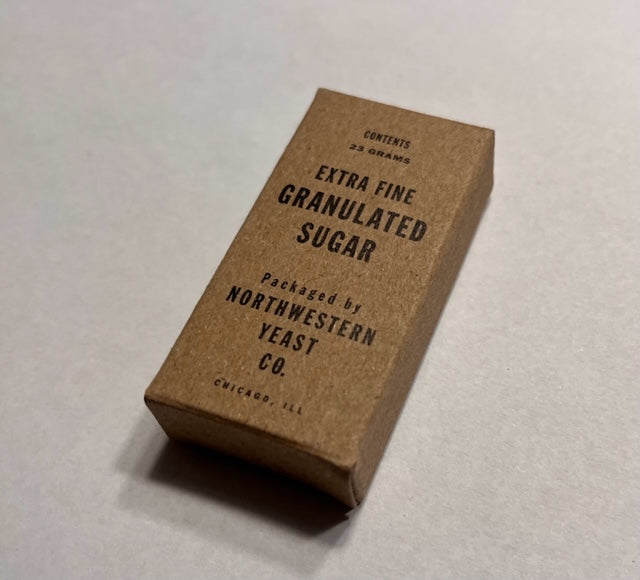 CONTENTS
23 GRAMS
EXTRA FINE
GRANULATED
SUGAR
Packaged by
NORTHWESTERN
YEAST
CO.
CHICAGO, ILL